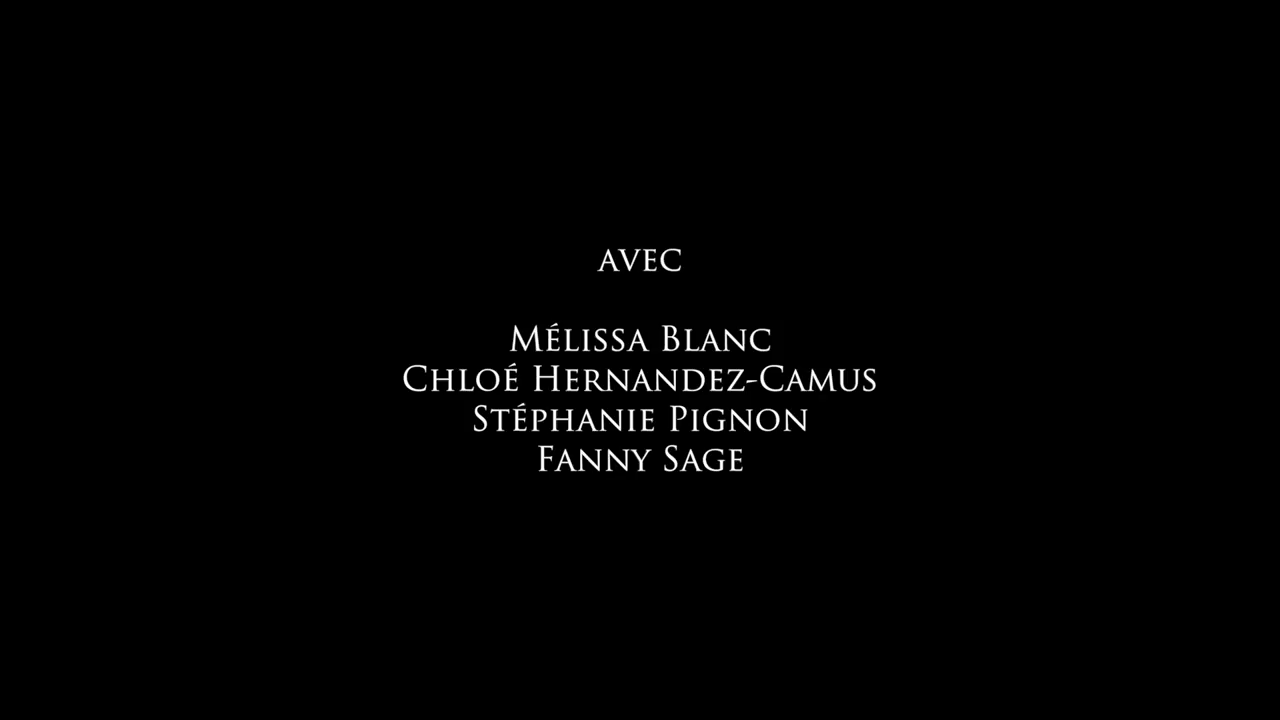 AVEC
MÉLISSA BLANC
CHLOÉ HERNANDEZ-CAMUS
STÉPHANIE PIGNON
FANNY SAGE